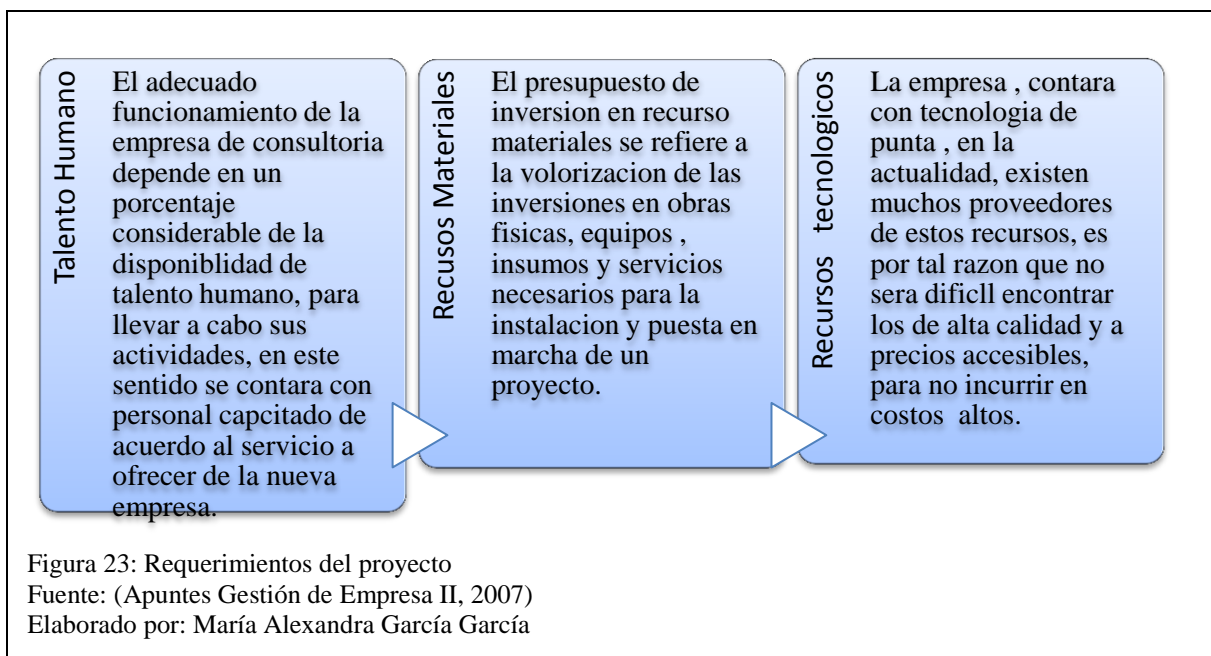 Talento Humano
El adecuado
funcionamiento de la
empresa de consultoria
depende en un
porcentaje
considerable de la
disponiblidad de
talento humano, para
llevar a cabo sus
actividades, en este
sentido se contara con
personal capcitado de
acuerdo al servicio a
ofrecer de la nueva
empresa.
Recusos Materiales
El presupuesto de
inversion en recurso
materiales se refiere a
la volorizacion de las
inversiones en obras
fisicas, equipos ,
insumos y servicios
necesarios para la
instalacion y puesta en
marcha de un
proyecto.
Recursos tecnologicos
La empresa , contara
con tecnologia de
punta , en la
actualidad, existen
muchos proveedores
de estos recursos, es
por tal razon que no
sera dificll encontrar
los de alta calidad y a
precios accesibles,
para no incurrir en
costos altos.
Figura 23: Requerimientos del proyecto
Fuente: (Apuntes Gestión de Empresa II, 2007)
Elaborado por: María Alexandra García García